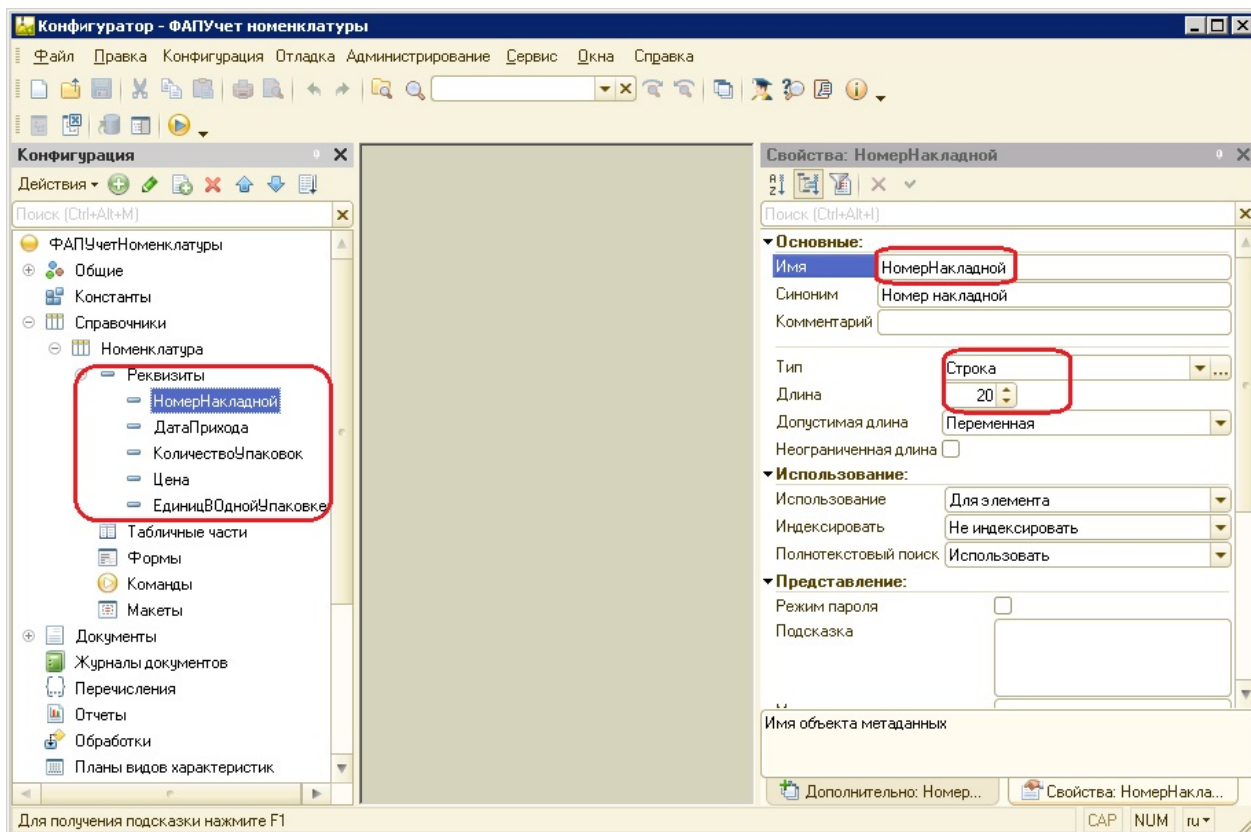 Конфигуратор - ФАПУчет номенклатуры
Файл Правка Конфигурация Отладка Администрирование Сервис Окна Справка
Конфигурация
Действия
Поиск (Ctrl+Alt+M)
ФАПУчетНоменклатуры
Общие
Константы
Справочники
Номенклатура
Реквизиты
НомерНакладной
ДатаПрихода
КоличествоУпаковок
Цена
ЕдиницВОднойУпаковке
Табличные части
Формы
Команды
Макеты
Документы
Журналы документов
Перечисления
Отчеты
Обработки
Планы видов характеристик
Свойства: НомерНакладной
Поиск (Ctrl+Alt+I)
Основные:
Имя НомерНакладной
Синоним Номер накладной
Комментарий
Тип Строка
Длина 20
Допустимая длина Переменная
Неограниченная длина
Использование:
Использование Для элемента
Индексировать Не индексировать
Полнотекстовый поиск Использовать
Представление:
Режим пароля
Подсказка
Имя объекта метаданных
Дополнительно: Номер... Свойства: НомерНакла...
Для получения подсказки нажмите F1 CAP NUM ru